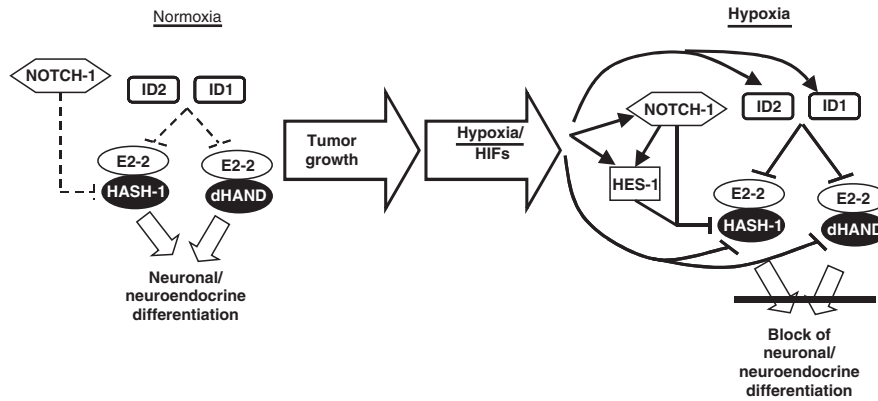 Normoxia
NOTCH-1
ID2
ID1
E2-2
HASH-1
E2-2
dHAND
Neuronal/
neuroendocrine
differentiation
Tumor
growth
Hypoxia/
HIFs
Hypoxia
NOTCH-1
ID2
ID1
HES-1
E2-2
HASH-1
E2-2
dHAND
Block of
neuronal/
neuroendocrine
differentiation